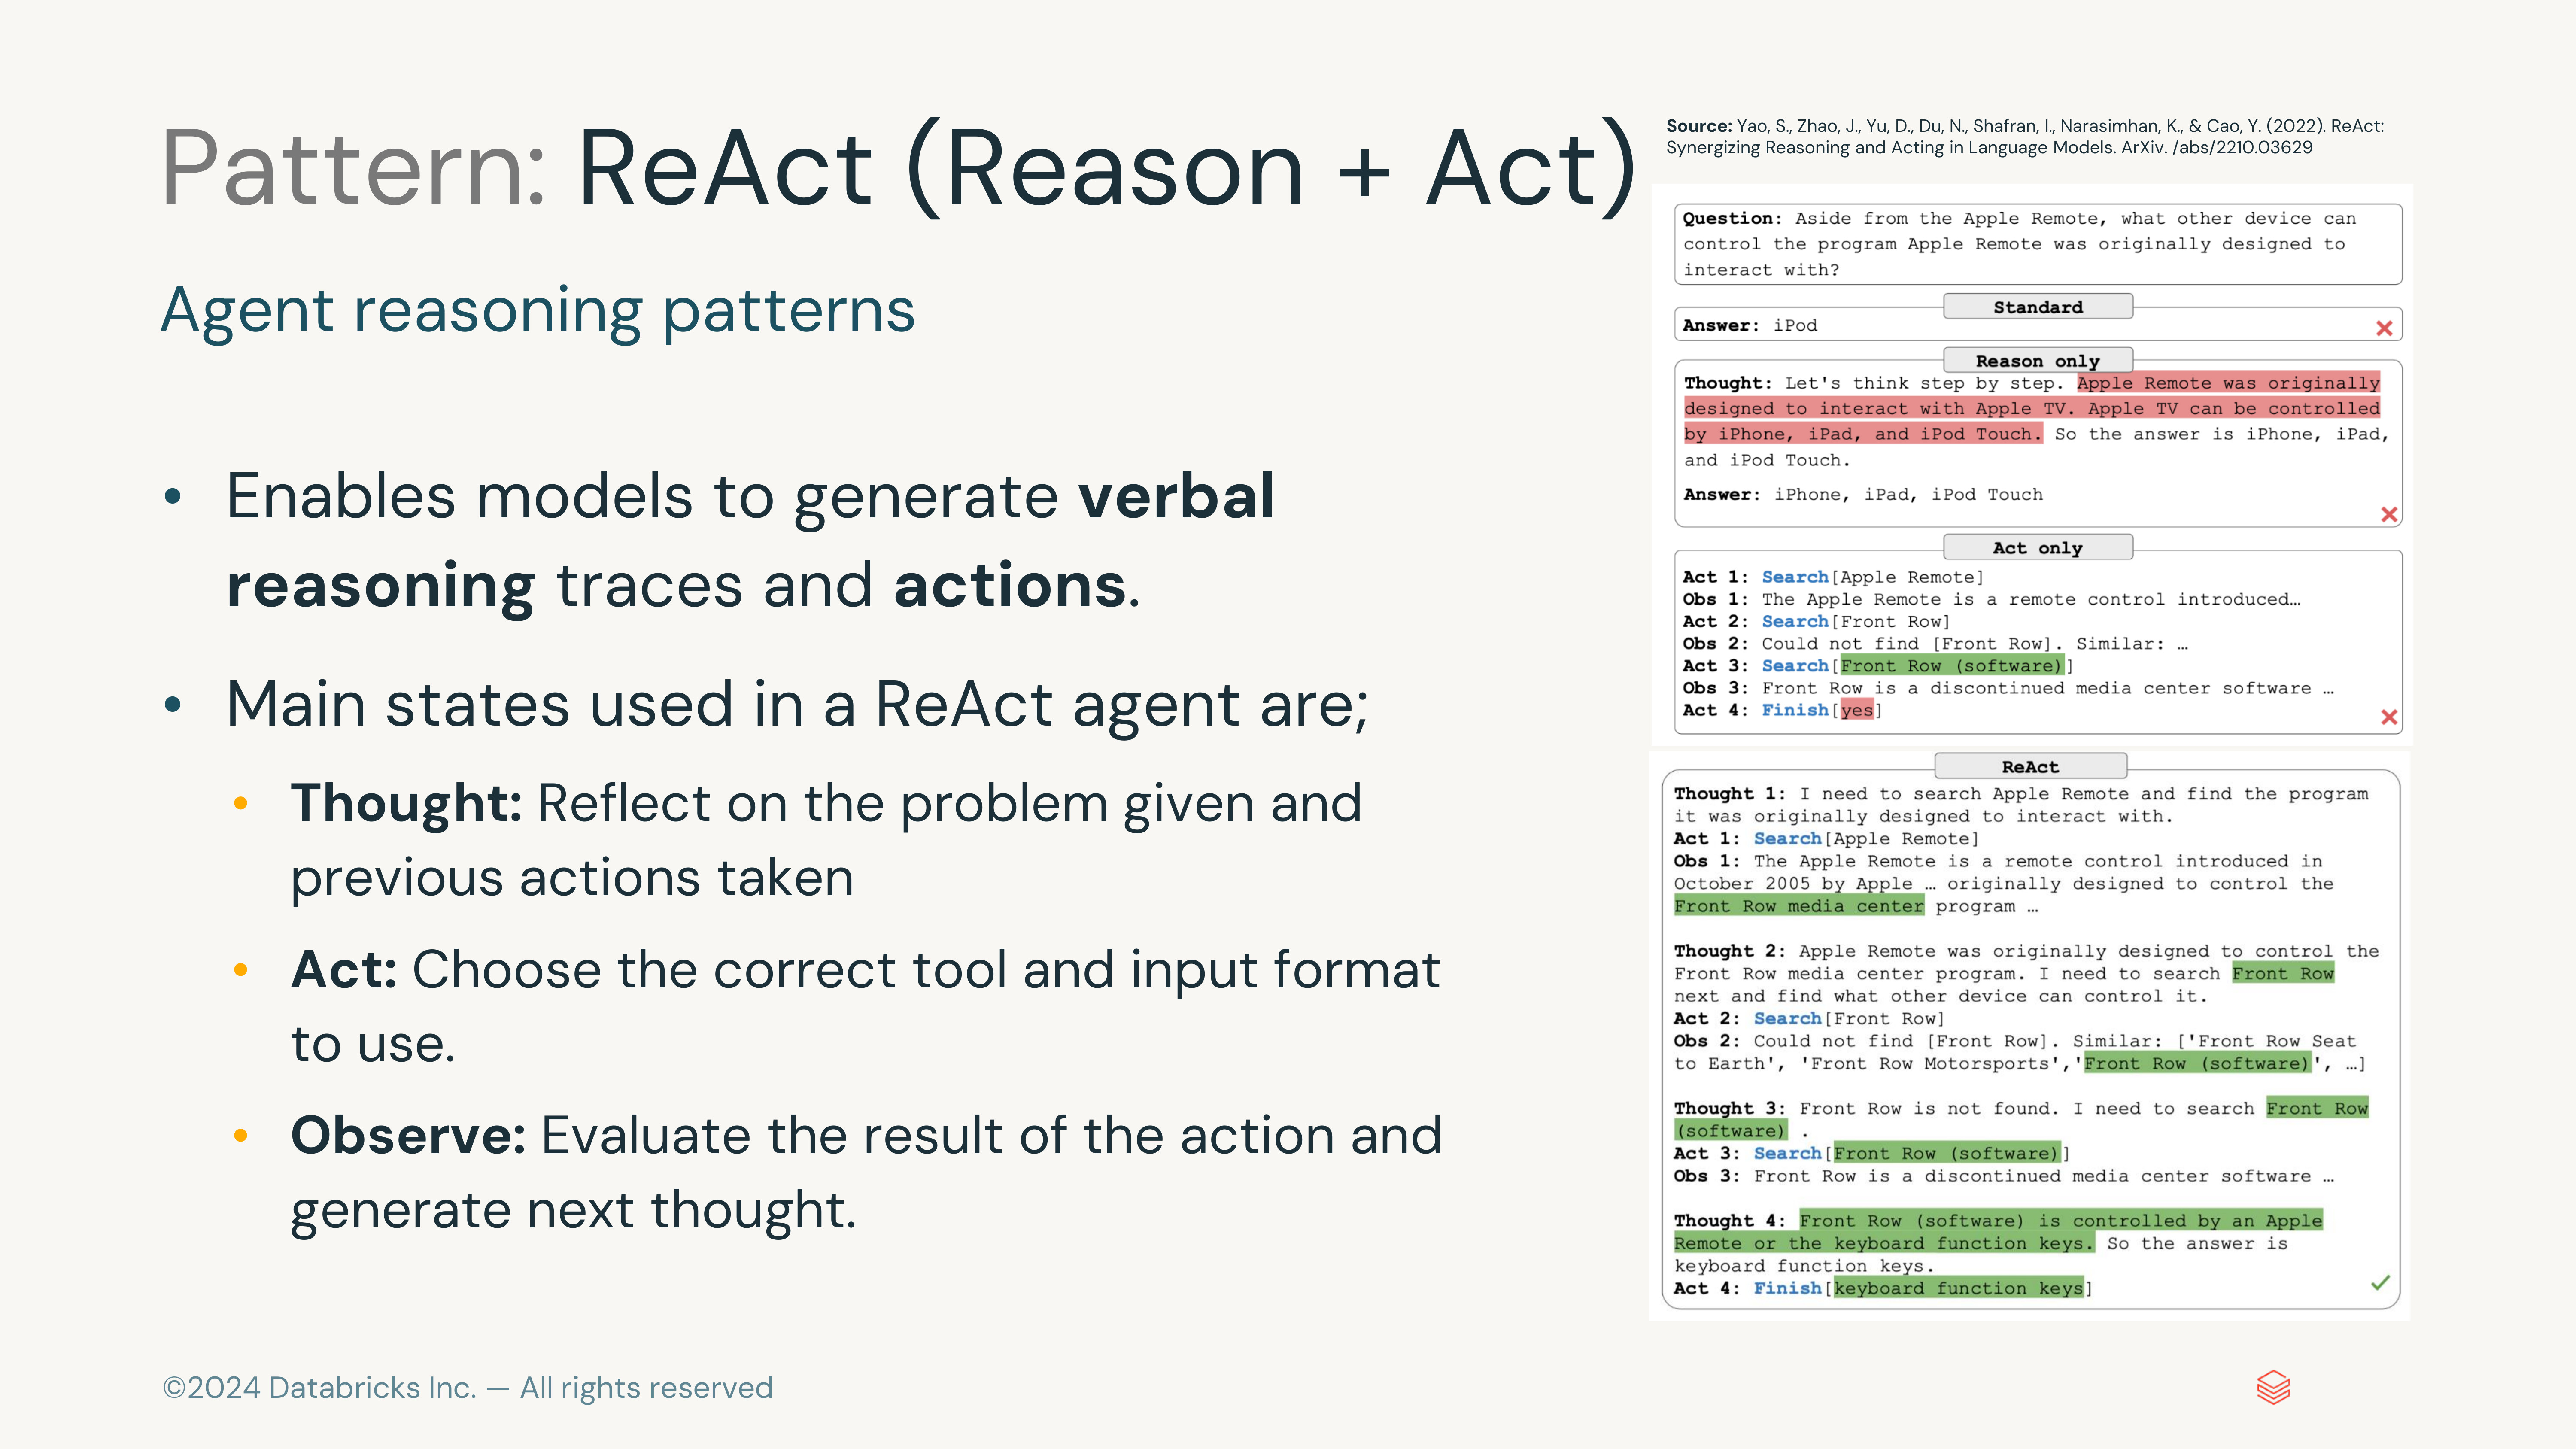 Pattern: ReAct (Reason + Act)
Agent reasoning patterns
• Enables models to generate verbal
reasoning traces and actions.
• Main states used in a ReAct agent are;
• Thought: Reflect on the problem given and
previous actions taken
• Act: Choose the correct tool and input format
to use.
• Observe: Evaluate the result of the action and
generate next thought.
Source: Yao, S., Zhao, J., Yu, D., Du, N., Shafran, I., Narasimhan, K., & Cao, Y. (2022). ReAct:
Synergizing Reasoning and Acting in Language Models. ArXiv. /abs/2210.03629
Question: Aside from the Apple Remote, what other device can
control the program Apple Remote was originally designed to
interact with?
Standard
Answer: iPod
Reason only
Thought: Let's think step by step. Apple Remote was originally
designed to interact with Apple TV. Apple TV can be controlled
by iPhone, iPad, and iPod Touch. So the answer is iPhone, iPad,
and iPod Touch.
Answer: iPhone, iPad, iPod Touch
Act only
Act 1: Search[Apple Remote]
Obs 1: The Apple Remote is a remote control introduced…
Act 2: Search[Front Row]
Obs 2: Could not find [Front Row]. Similar: …
Act 3: Search[Front Row (software)]
Obs 3: Front Row is a discontinued media center software …
Act 4: Finish[yes]
ReAct
Thought 1: I need to search Apple Remote and find the program
it was originally designed to interact with.
Act 1: Search[Apple Remote]
Obs 1: The Apple Remote is a remote control introduced in
October 2005 by Apple … originally designed to control the
Front Row media center program …
Thought 2: Apple Remote was originally designed to control the
Front Row media center program. I need to search Front Row
next and find what other device can control it.
Act 2: Search[Front Row]
Obs 2: Could not find [Front Row]. Similar: ['Front Row Seat
to Earth', 'Front Row Motorsports','Front Row (software)', …]
Thought 3: Front Row is not found. I need to search Front Row
(software) .
Act 3: Search[Front Row (software)]
Obs 3: Front Row is a discontinued media center software …
Thought 4: Front Row (software) is controlled by an Apple
Remote or the keyboard function keys. So the answer is
keyboard function keys.
Act 4: Finish[keyboard function keys]
©2024 Databricks Inc. — All rights reserved